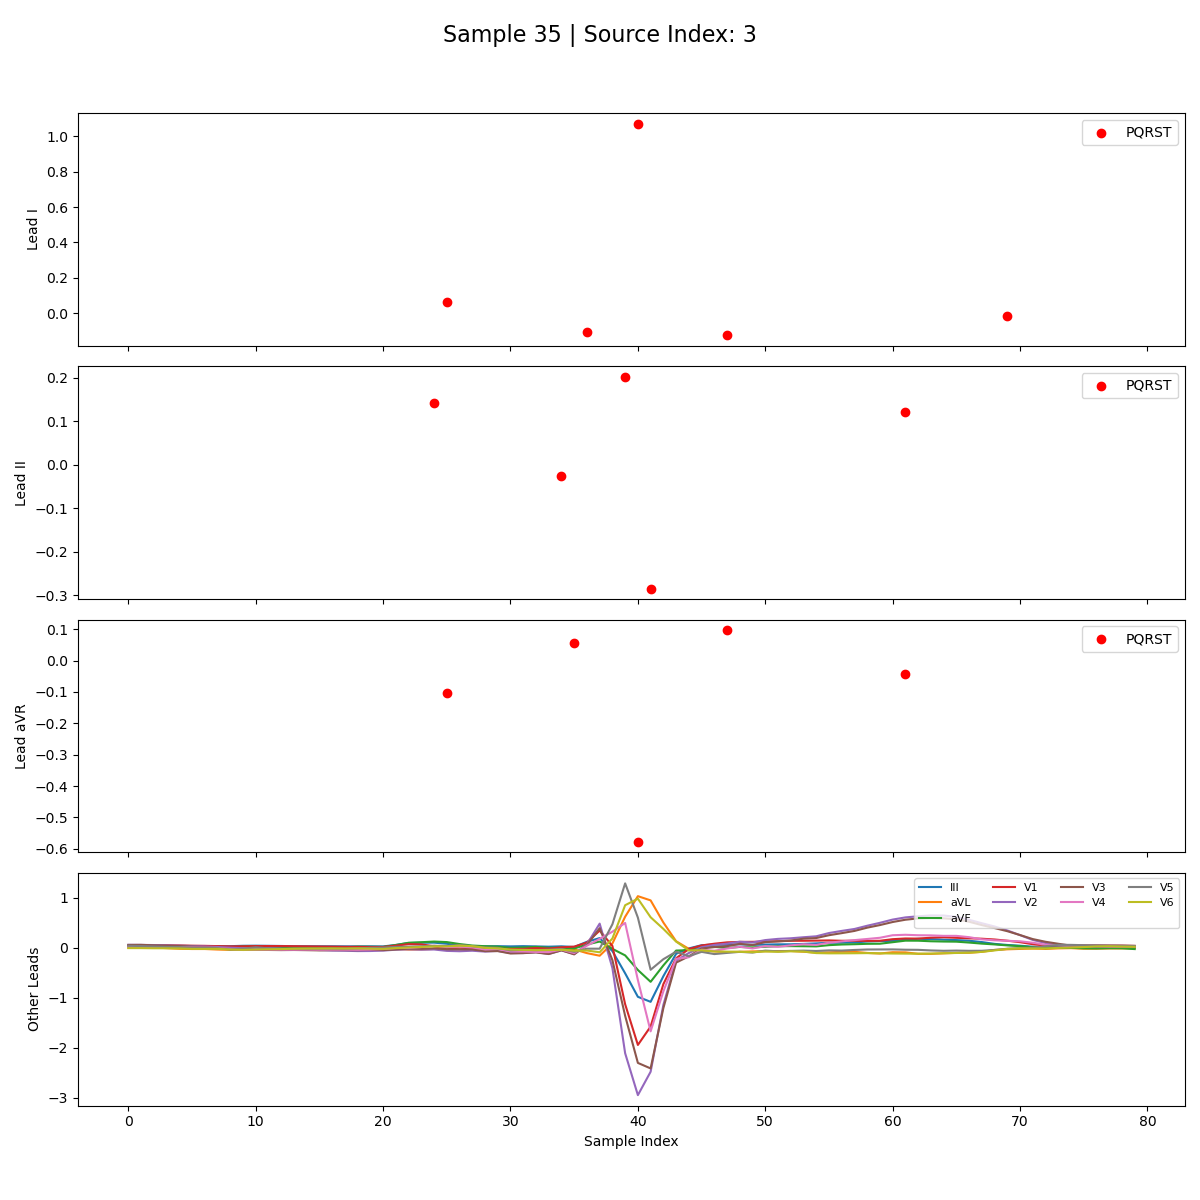 Sample 35 | Source Index: 3
PQRST
1.0
0.8
0.6
0.4
0.2
0.0
Lead I
PQRST
0.2
0.1
0.0
−0.1
−0.2
−0.3
Lead II
PQRST
0.1
0.0
−0.1
−0.2
−0.3
−0.4
−0.5
−0.6
Lead aVR
III V1 V3 V5
aVL V2 V4 V6
aVF
1
0
−1
−2
−3
Other Leads
0 10 20 30 40 50 60 70 80
Sample Index